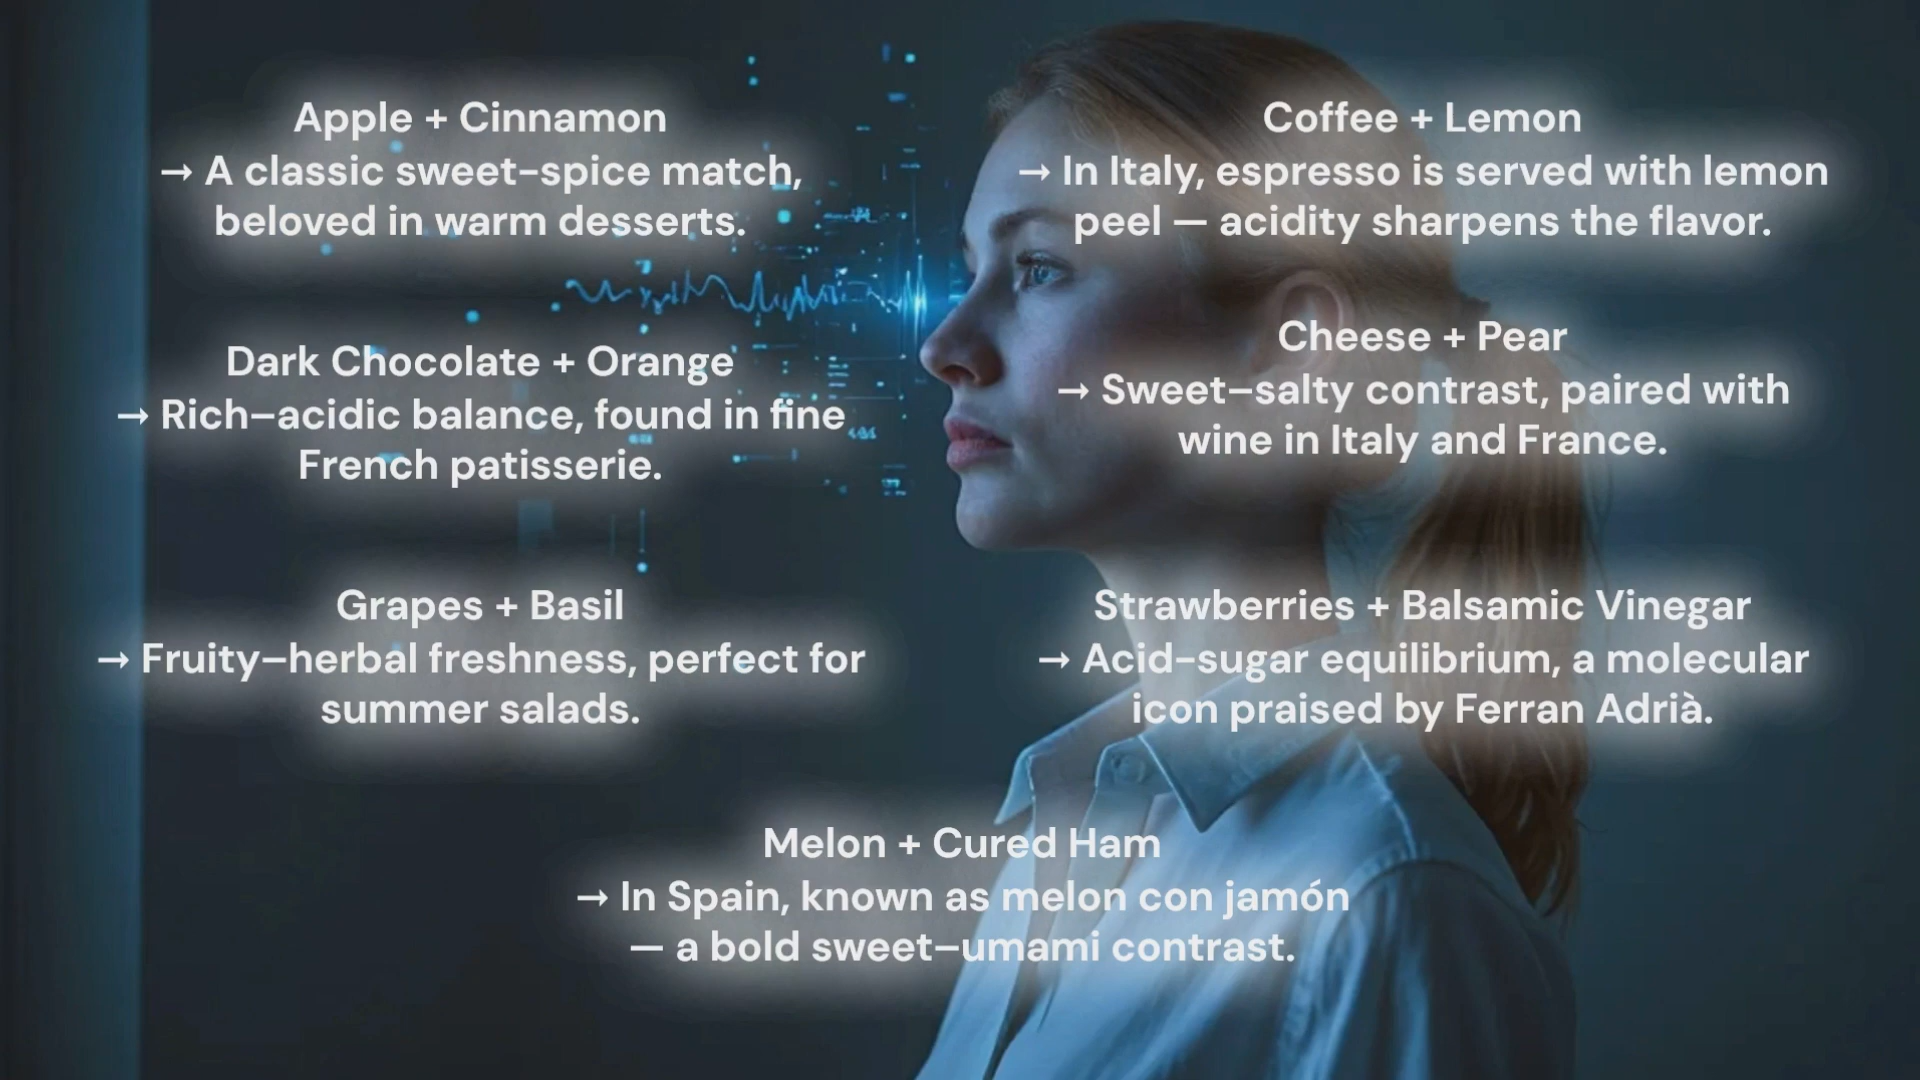 Apple + Cinnamon
→ A classic sweet–spice match,
beloved in warm desserts.
Dark Chocolate + Orange
→ Rich–acidic balance, found in fine
French patisserie.
Grapes + Basil
→ Fruity–herbal freshness, perfect for
summer salads.
Coffee + Lemon
→ In Italy, espresso is served with lemon
peel — acidity sharpens the flavor.
Cheese + Pear
→ Sweet–salty contrast, paired with
wine in Italy and France.
Strawberries + Balsamic Vinegar
→ Acid–sugar equilibrium, a molecular
icon praised by Ferran Adrià.
Melon + Cured Ham
→ In Spain, known as melon con jamón
— a bold sweet–umami contrast.